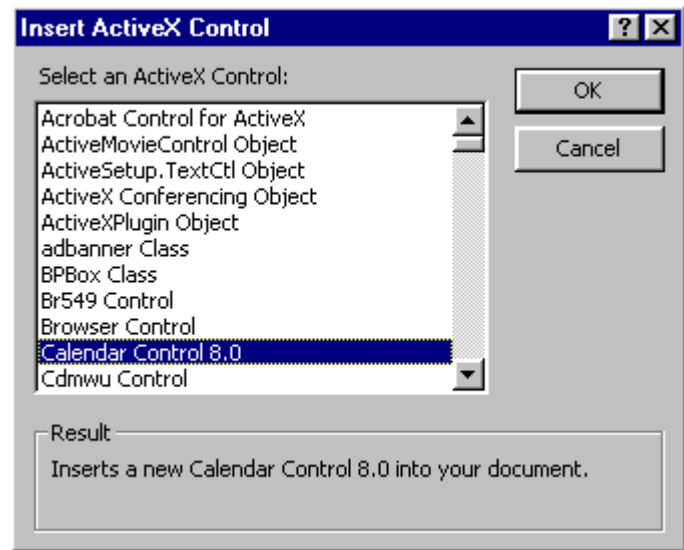 Insert ActiveX Control
Select an ActiveX Control:
Acrobat Control for ActiveX
ActiveMovieControl Object
ActiveSetup.TextCtl Object
ActiveX Conferencing Object
ActiveXPlugin Object
adbanner Class
BPBox Class
Br549 Control
Browser Control
Calendar Control 8.0
Cdmwu Control
OK
Cancel
Result
Inserts a new Calendar Control 8.0 into your document.